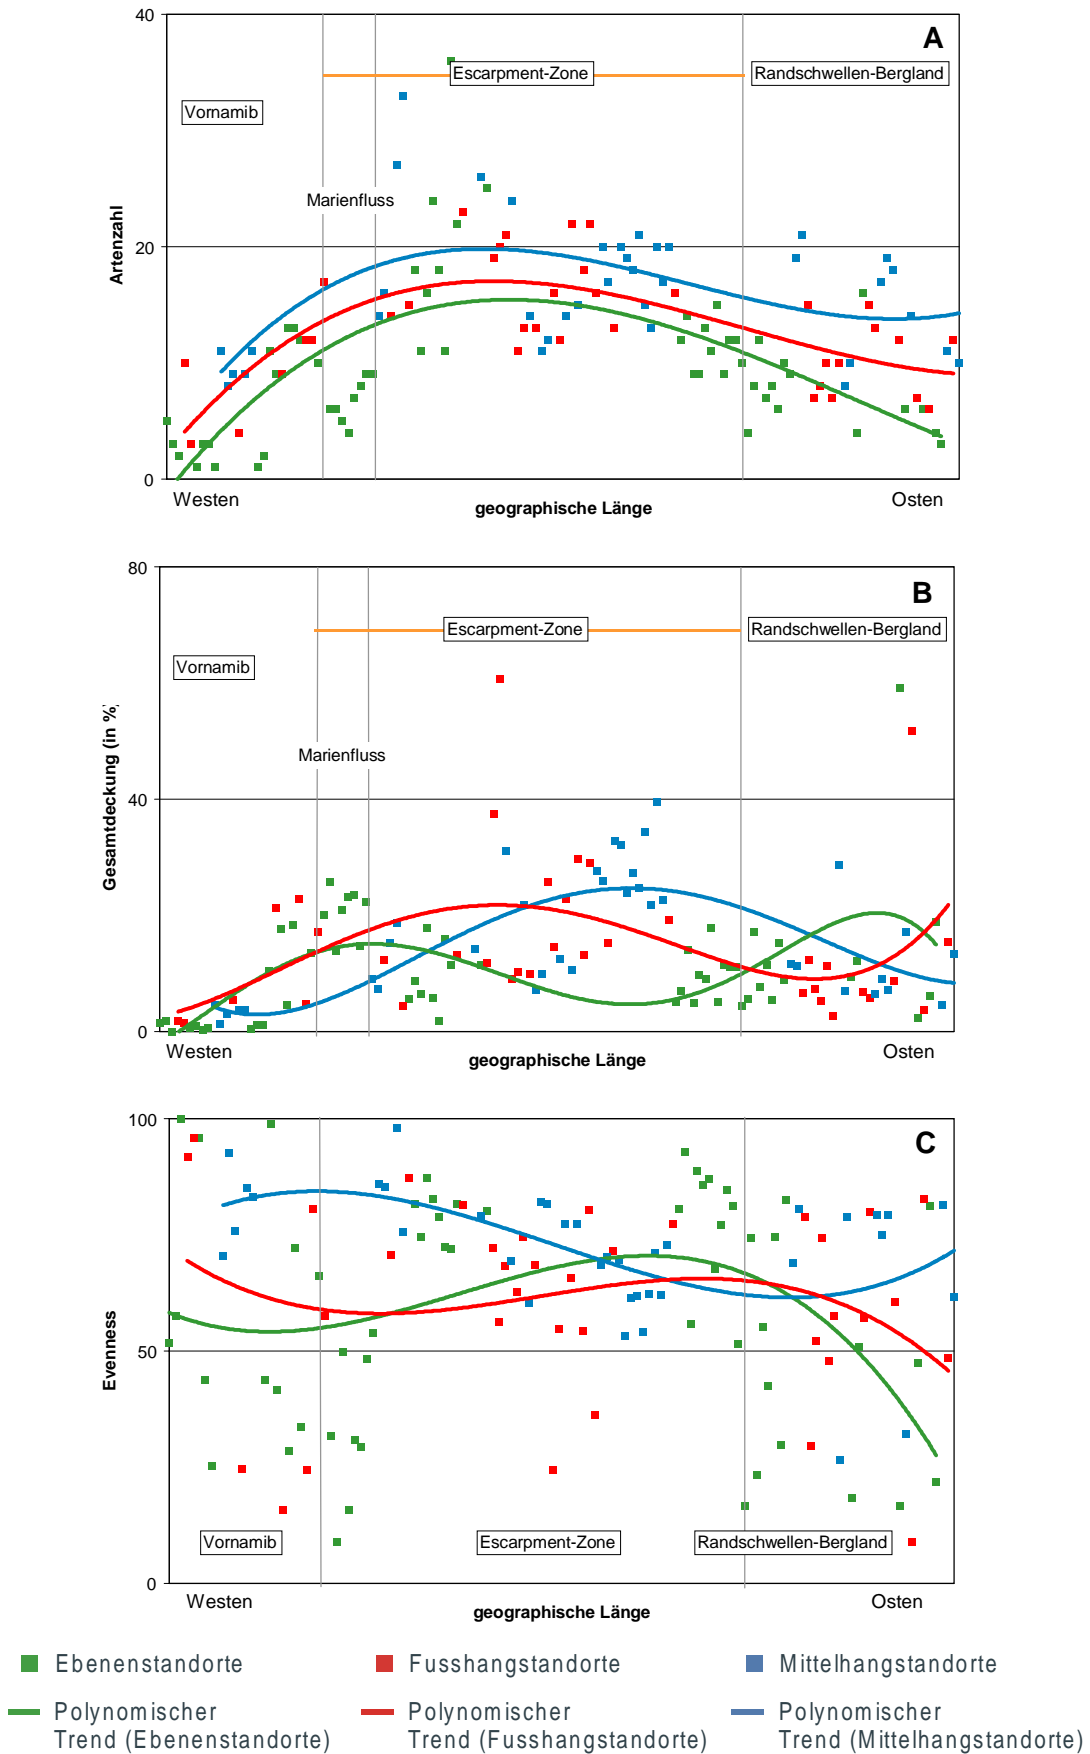 40
A
Escarpment-Zone
Randschwellen-Bergland
Vornamib
Marienfluss
Artenzahl
20
0
Westen
geographische Länge
Osten
80
B
Escarpment-Zone
Randschwellen-Bergland
Vornamib
Marienfluss
Gesamtdeckung (in %)
40
0
Westen
geographische Länge
Osten
100
C
Evenness
50
Vornamib
Escarpment-Zone
Randschwellen-Bergland
0
Westen
geographische Länge
Osten
Ebenenstandorte
Fusshangstandorte
Mittelhangstandorte
Polynomischer
Trend (Ebenenstandorte)
Polynomischer
Trend (Fusshangstandorte)
Polynomischer
Trend (Mittelhangstandorte)